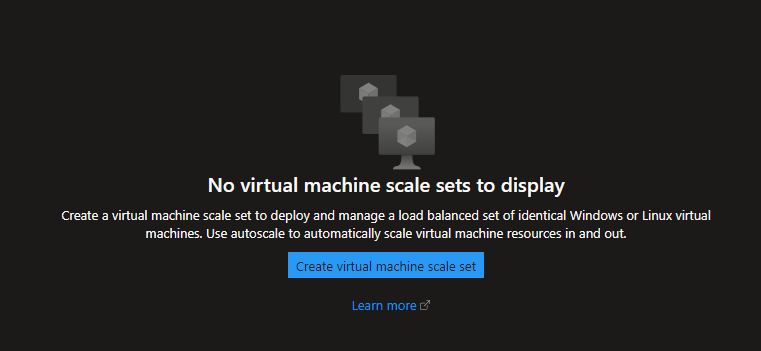 No virtual machine scale sets to display
Create a virtual machine scale set to deploy and manage a load balanced set of identical Windows or Linux virtual
machines. Use autoscale to automatically scale virtual machine resources in and out.
Create virtual machine scale set
Learn more